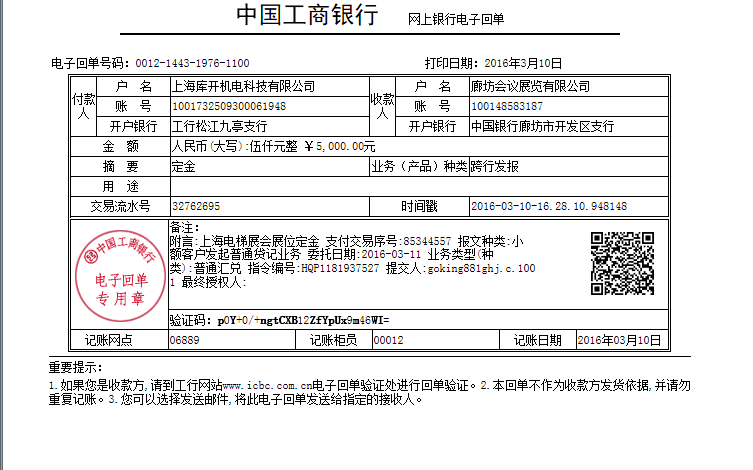 中国工商银行 网上银行电子回单
电子回单号码：0012-1443-1976-1100 打印日期：2016年3月10日
付款人 户 名 上海库开机电科技有限公司 收款人 户 名 廊坊会议展览有限公司
账 号 1001732509300061948 账 号 100148583187
开户银行 工行松江九亭支行 开户银行 中国银行廊坊市开发区支行
金 额 人民币(大写):伍仟元整 ￥5,000.00元
摘 要 定金 业务（产品）种类 跨行发报
用 途
交易流水号 32762695 时间戳 2016-03-10-16.28.10.948148
中国工商银行
电子回单
专用章
备注：
附言:上海电梯展会展位定金 支付交易序号:85344557 报文种类:小
额客户发起普通贷记业务 委托日期:2016-03-11 业务类型(种
类):普通汇兑 指令编号:HQP1181937527 提交人:goking881ghj.c.100
1 最终授权人:
验证码：p0Y+0/+ngtCXB12ZfYpUx9m46WI=
记账网点 06889 记账柜员 00012 记账日期 2016年03月10日
重要提示：
1.如果您是收款方,请到工行网站www.icbc.com.cn电子回单验证处进行回单验证。2.本回单不作为收款方发货依据,并请勿
重复记账。3.您可以选择发送邮件,将此电子回单发送给指定的接收人。